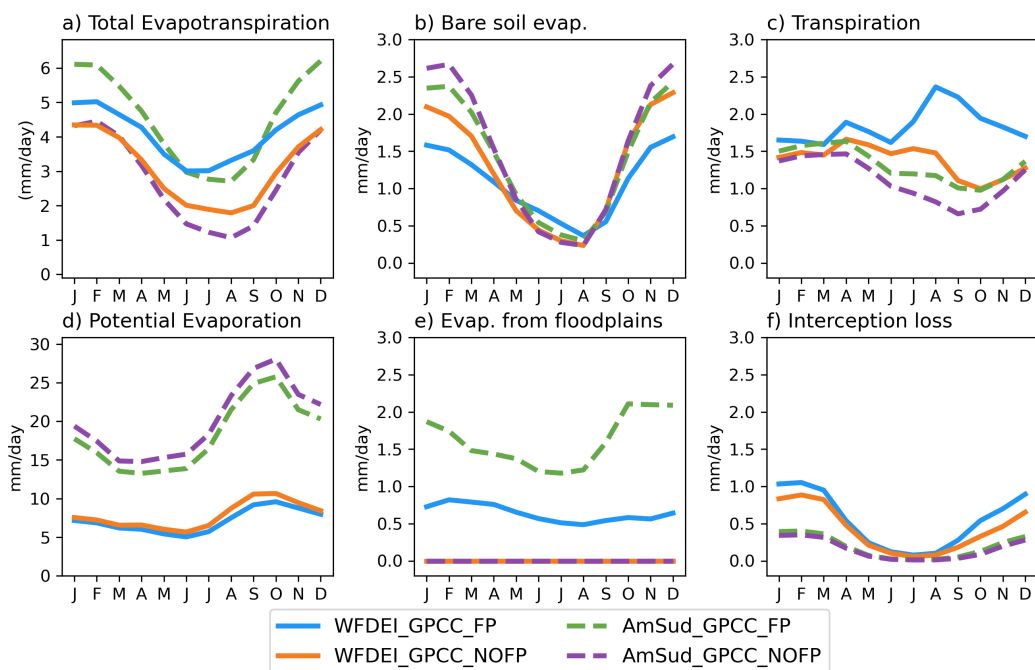 a) Total Evapotranspiration
b) Bare soil evap.
c) Transpiration
(mm/day)
6
5
4
3
2
1
0
J F M A M J J A S O N D
mm/day
3.0
2.5
2.0
1.5
1.0
0.5
0.0
J F M A M J J A S O N D
mm/day
3.0
2.5
2.0
1.5
1.0
0.5
0.0
J F M A M J J A S O N D
d) Potential Evaporation
e) Evap. from floodplains
f) Interception loss
mm/day
30
25
20
15
10
5
0
J F M A M J J A S O N D
mm/day
3.0
2.5
2.0
1.5
1.0
0.5
0.0
J F M A M J J A S O N D
mm/day
3.0
2.5
2.0
1.5
1.0
0.5
0.0
J F M A M J J A S O N D
WFDEI_GPCC_FP
WFDEI_GPCC_NOFP
AmSud_GPCC_FP
AmSud_GPCC_NOFP